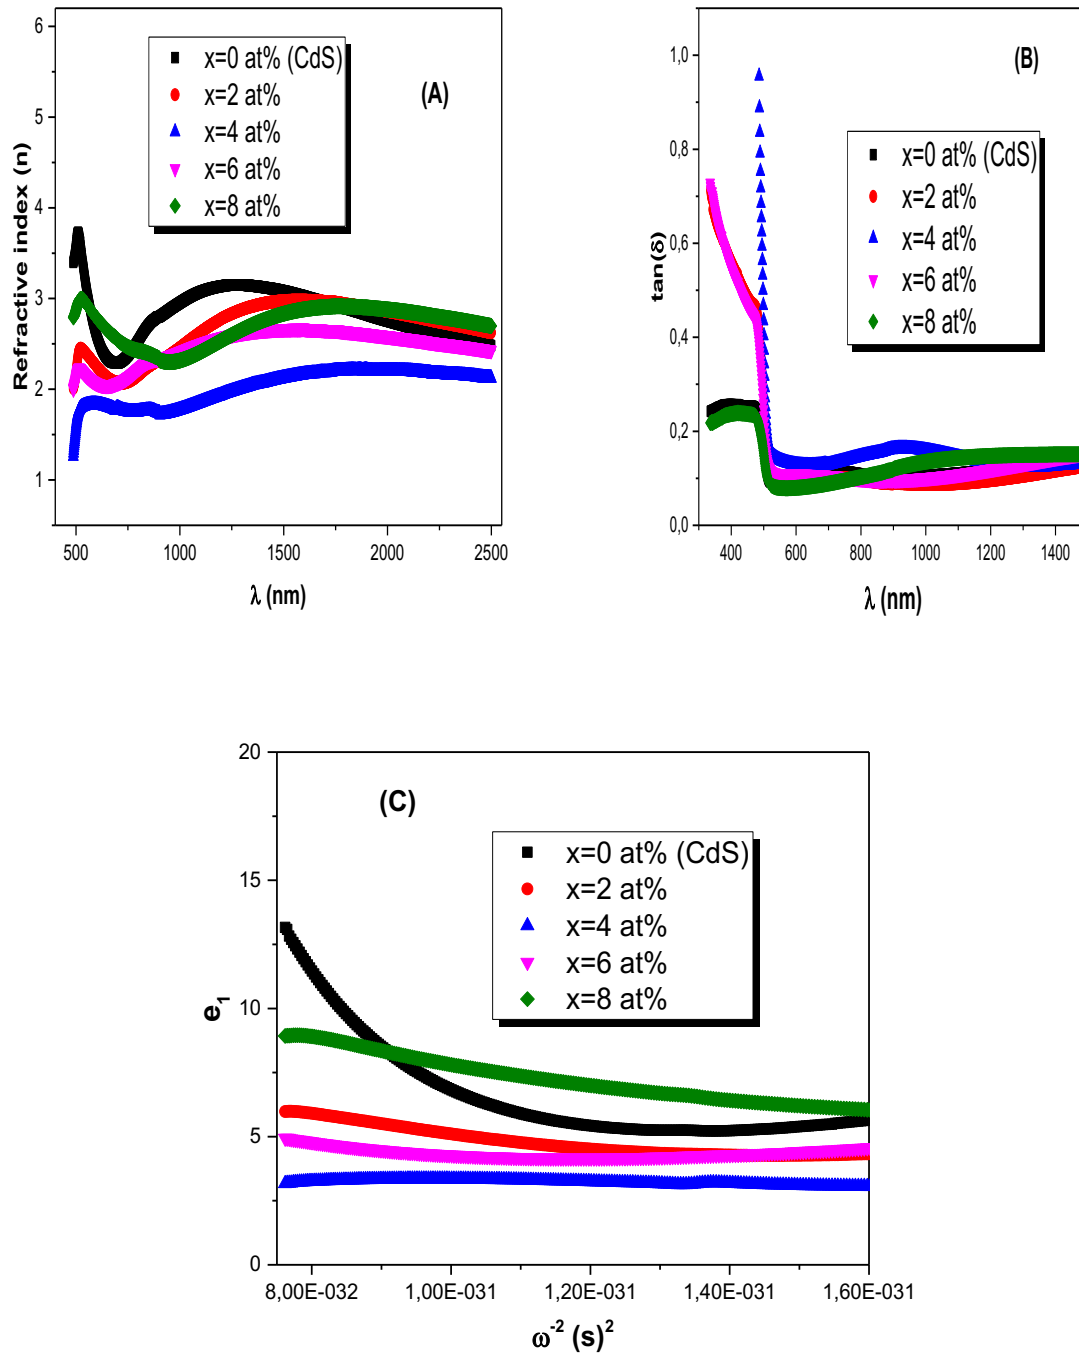 (A)
x=0 at% (CdS)
x=2 at%
x=4 at%
x=6 at%
x=8 at%
Refractive index (n)
6
5
4
3
2
1
500
1000
1500
2000
2500
λ (nm)
(B)
x=0 at% (CdS)
x=2 at%
x=4 at%
x=6 at%
x=8 at%
tan(δ)
1,0
0,8
0,6
0,4
0,2
0,0
400
600
800
1000
1200
1400
λ (nm)
(C)
x=0 at% (CdS)
x=2 at%
x=4 at%
x=6 at%
x=8 at%
e1
20
15
10
5
0
8,00E-032
1,00E-031
1,20E-031
1,40E-031
1,60E-031
ω⁻² (s)²